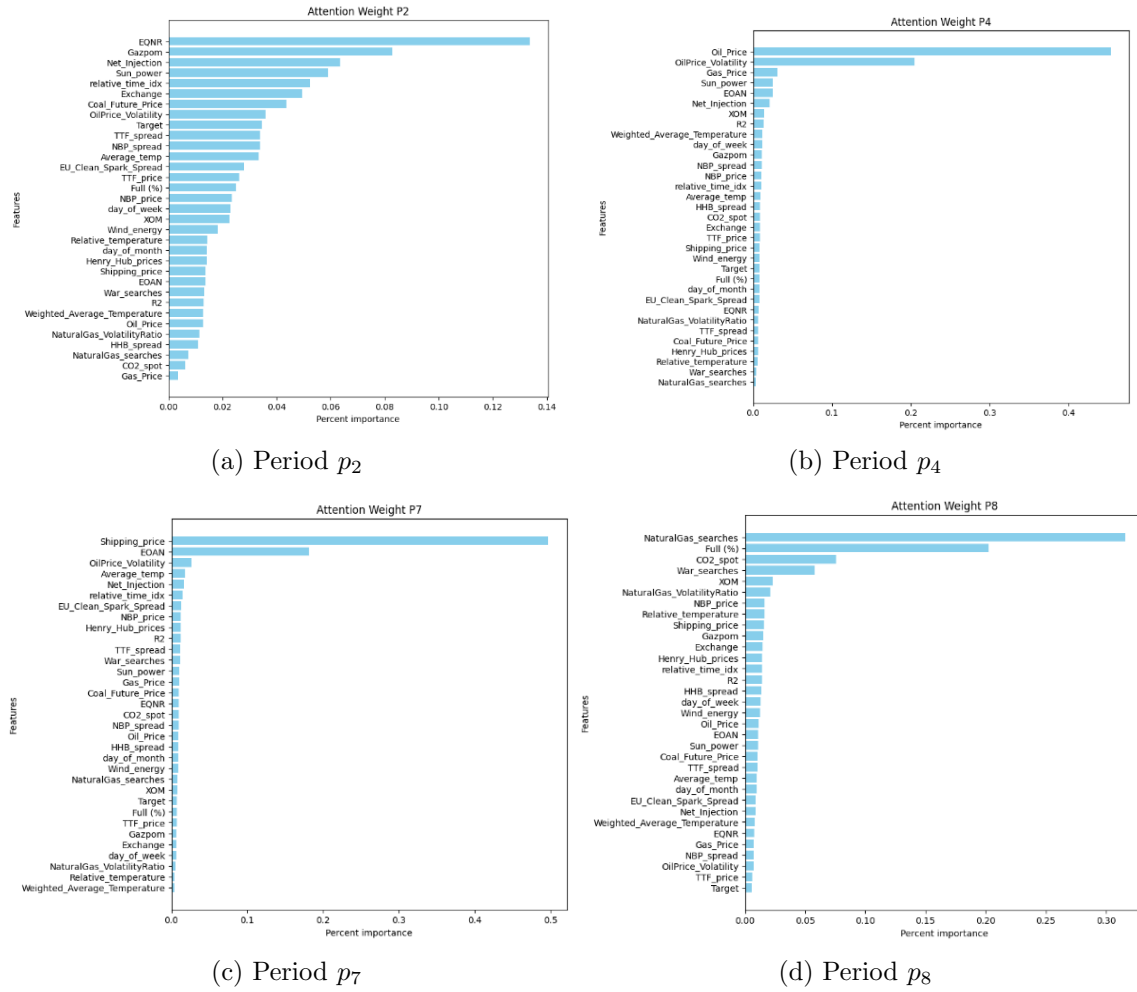 Attention Weight P2
EQNR
Gazpom
Net_Injection
Sun_power
relative_time_idx
Exchange
Coal_Future_Price
OilPrice_Volatility
Target
TTF_spread
NBP_spread
Average_temp
EU_Clean_Spark_Spread
TTF_price
Full (%)
NBP_price
day_of_week
XOM
Wind_energy
Relative_temperature
day_of_month
Henry_Hub_prices
Shipping_price
EOAN
War_searches
R2
Weighted_Average_Temperature
Oil_Price
NaturalGas_VolatilityRatio
HHB_spread
NaturalGas_searches
CO2_spot
Gas_Price
Features
0.00 0.02 0.04 0.06 0.08 0.10 0.12 0.14
Percent importance
(a) Period p2
Attention Weight P4
Oil_Price
OilPrice_Volatility
Gas_Price
Sun_power
EOAN
Net_Injection
XOM
R2
Weighted_Average_Temperature
day_of_week
Gazpom
NBP_spread
NBP_price
relative_time_idx
Average_temp
HHB_spread
CO2_spot
Exchange
TTF_price
Shipping_price
Wind_energy
Target
Full (%)
day_of_month
EU_Clean_Spark_Spread
EQNR
NaturalGas_VolatilityRatio
TTF_spread
Coal_Future_Price
Henry_Hub_prices
Relative_temperature
War_searches
NaturalGas_searches
Features
0.0 0.1 0.2 0.3 0.4
Percent importance
(b) Period p4
Attention Weight P7
Shipping_price
EOAN
OilPrice_Volatility
Average_temp
Net_Injection
relative_time_idx
EU_Clean_Spark_Spread
NBP_price
Henry_Hub_prices
R2
TTF_spread
War_searches
Sun_power
Gas_Price
Coal_Future_Price
EQNR
CO2_spot
NBP_spread
Oil_Price
HHB_spread
day_of_month
Wind_energy
NaturalGas_searches
XOM
Target
Full (%)
TTF_price
Gazpom
Exchange
day_of_week
NaturalGas_VolatilityRatio
Relative_temperature
Weighted_Average_Temperature
Features
0.0 0.1 0.2 0.3 0.4 0.5
Percent importance
(c) Period p7
Attention Weight P8
NaturalGas_searches
Full (%)
CO2_spot
War_searches
XOM
NaturalGas_VolatilityRatio
NBP_price
Relative_temperature
Shipping_price
Gazpom
Exchange
Henry_Hub_prices
relative_time_idx
R2
HHB_spread
day_of_week
Wind_energy
Oil_Price
EOAN
Sun_power
Coal_Future_Price
TTF_spread
Average_temp
day_of_month
EU_Clean_Spark_Spread
Net_Injection
Weighted_Average_Temperature
EQNR
Gas_Price
NBP_spread
OilPrice_Volatility
TTF_price
Target
Features
0.00 0.05 0.10 0.15 0.20 0.25 0.30
Percent importance
(d) Period p8